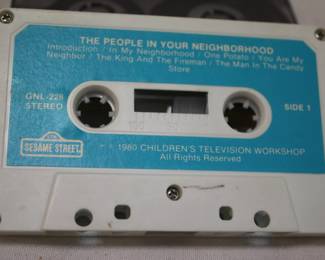 THE PEOPLE IN YOUR NEIGHBORHOOD
Introduction / In My Neighborhood / One Potato / You Are My
Neighbor / The King And The Fireman / The Man In The Candy
Store
GNL-228
STEREO
SIDE 1
SESAME STREET
1980 CHILDREN'S TELEVISION WORKSHOP
All Rights Reserved